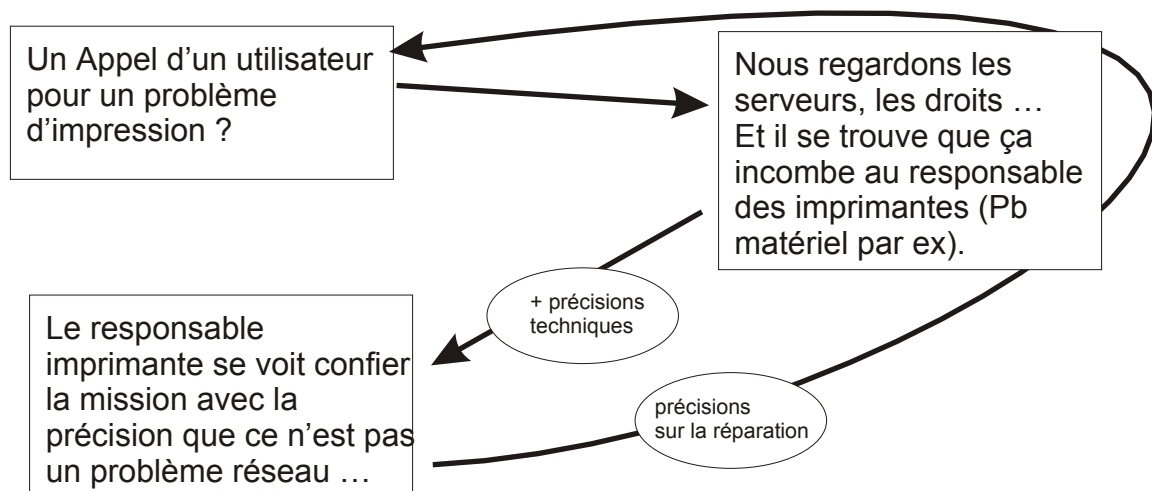 Un Appel d’un utilisateur
pour un problème
d’impression ?
Nous regardons les
serveurs, les droits …
Et il se trouve que ça
incombe au responsable
des imprimantes (Pb
matériel par ex).
+ précisions
techniques
Le responsable
imprimante se voit confier
la mission avec la
précision que ce n’est pas
un problème réseau …
précisions
sur la réparation